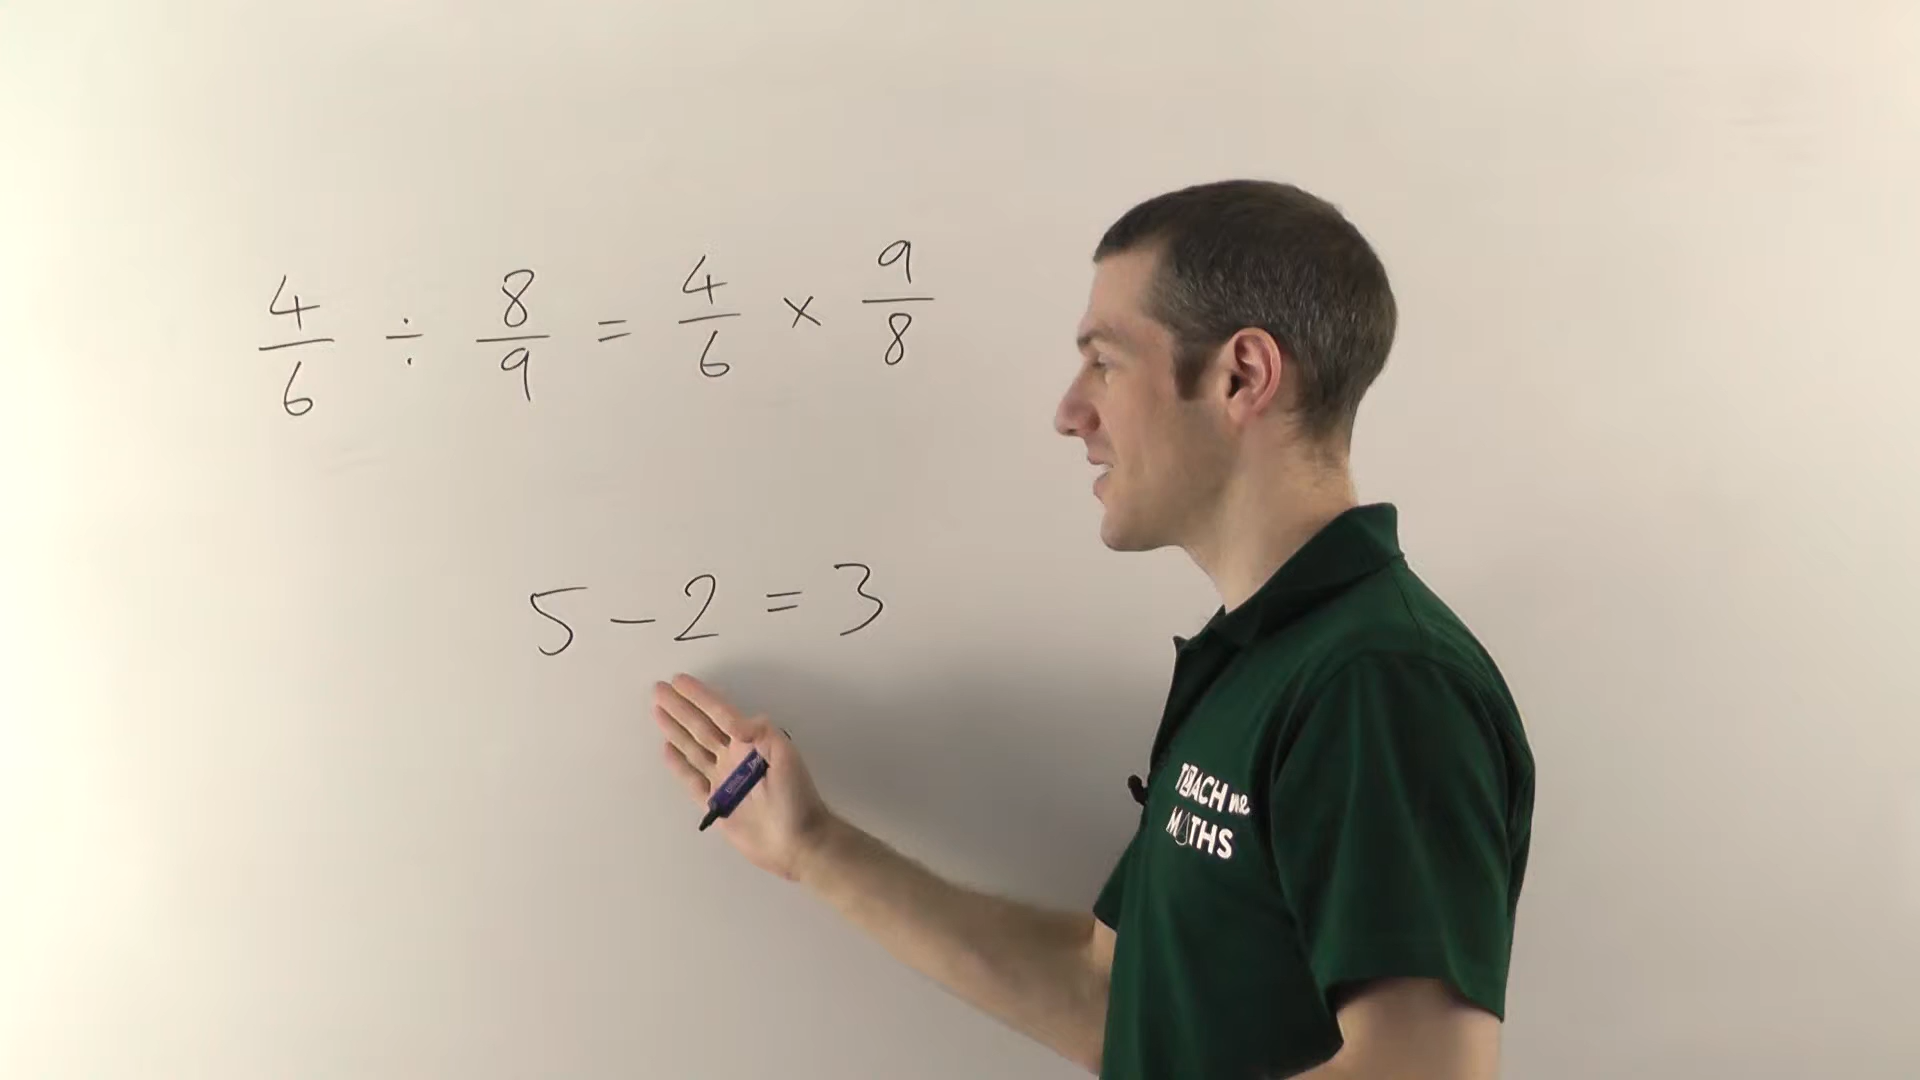 4/6 ÷ 8/9 = 4/6 × 9/8
5 - 2 = 3
TEACH me
MATHS